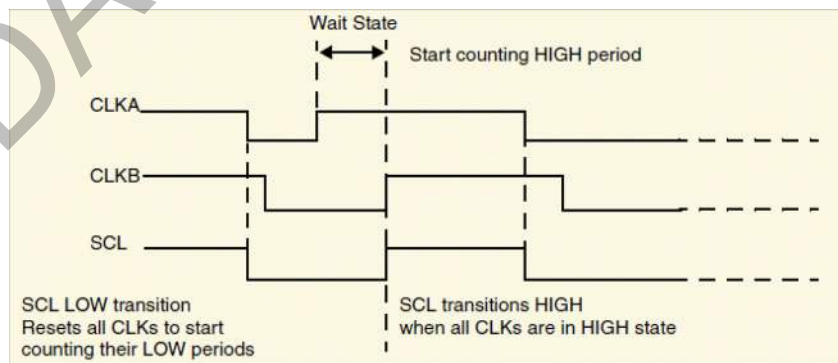 DA
Wait State
Start counting HIGH period
CLKA
CLKB
SCL
SCL LOW transition
Resets all CLKs to start
counting their LOW periods
SCL transitions HIGH
when all CLKs are in HIGH state